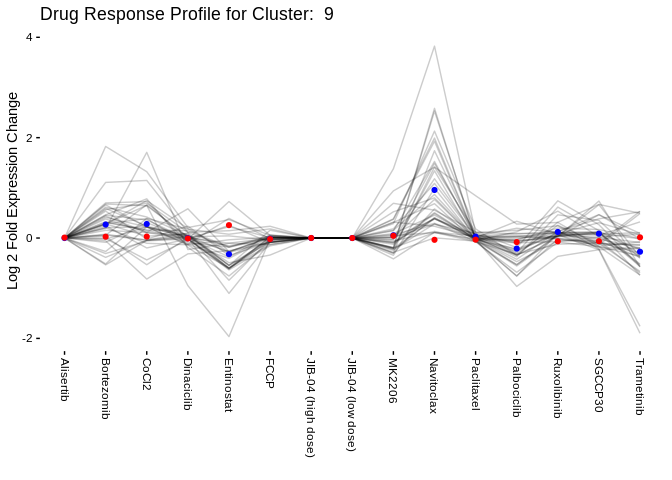 Drug Response Profile for Cluster:  9
Log 2 Fold Expression Change
4
2
0
-2
Alisertib
Bortezomib
CoCl2
Dinaciclib
Entinostat
FCCP
JIB-04 (high dose)
JIB-04 (low dose)
MK2206
Navitoclax
Paclitaxel
Palbociclib
Ruxolibinib
SGCCP30
Trametinib